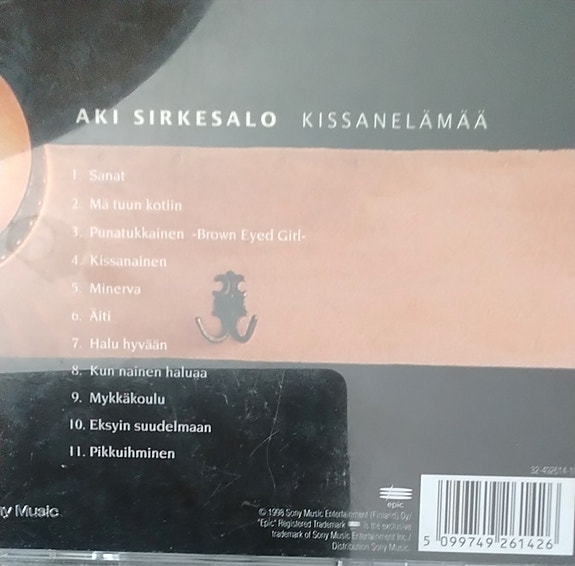 AKI SIRKESALO KISSANELÄMÄÄ
1. Sanat
2. Mä tuun kotiin
3. Punatukkainen -Brown Eyed Girl-
4. Kissanainen
5. Minerva
6. Äiti
7. Halu hyvään
8. Kun nainen haluaa
9. Mykkäkoulu
10. Eksyin suudelmaan
11. Pikkuihminen
y Music
epic
© 1998 Sony Music Entertainment (Finland) Oy/
"Epic" Registered Trademark is the exclusive
trademark of Sony Music Entertainment Inc./
Distribution Sony Music.
5 099749 261426